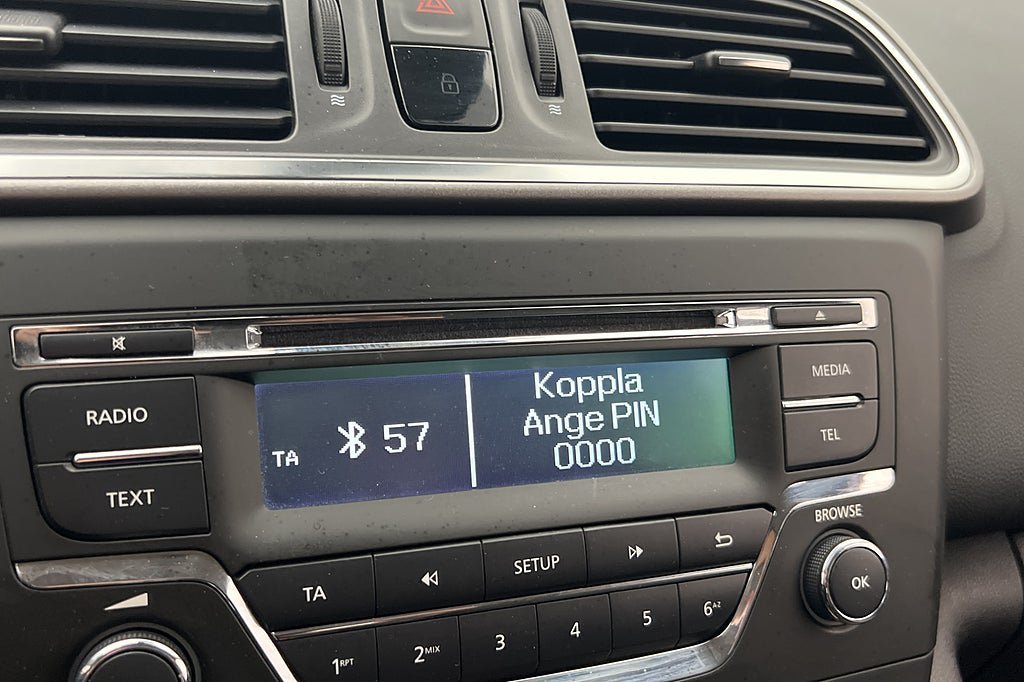 RADIO
TEXT
TA
57
Koppla
Ange PIN
0000
MEDIA
TEL
BROWSE
OK
TA
SETUP
1RPT
2MIX
3
4
5
6A-Z